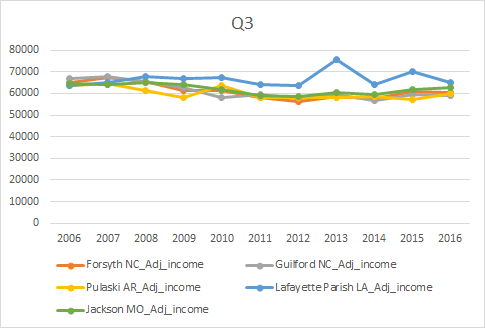 Q3
80000
70000
60000
50000
40000
30000
20000
10000
0
2006 2007 2008 2009 2010 2011 2012 2013 2014 2015 2016
Forsyth NC_Adj_income Guilford NC_Adj_income
Pulaski AR_Adj_income Lafayette Parish LA_Adj_income
Jackson MO_Adj_income